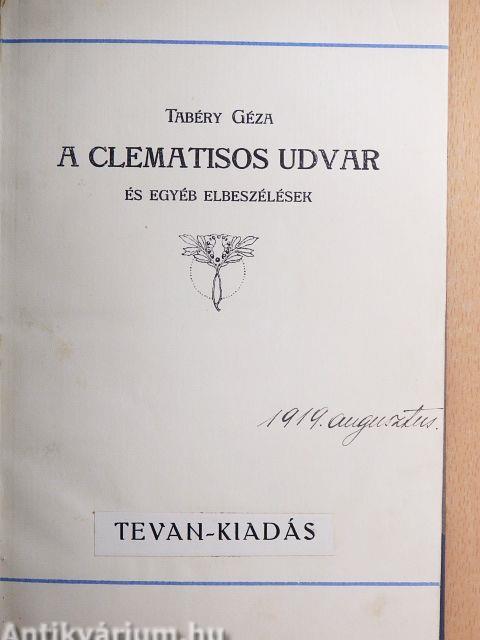 TABÉRY GÉZA
A CLEMATISOS UDVAR
ÉS EGYÉB ELBESZÉLÉSEK
1919. augusztus.
TEVAN-KIADÁS
Antikvárium.hu